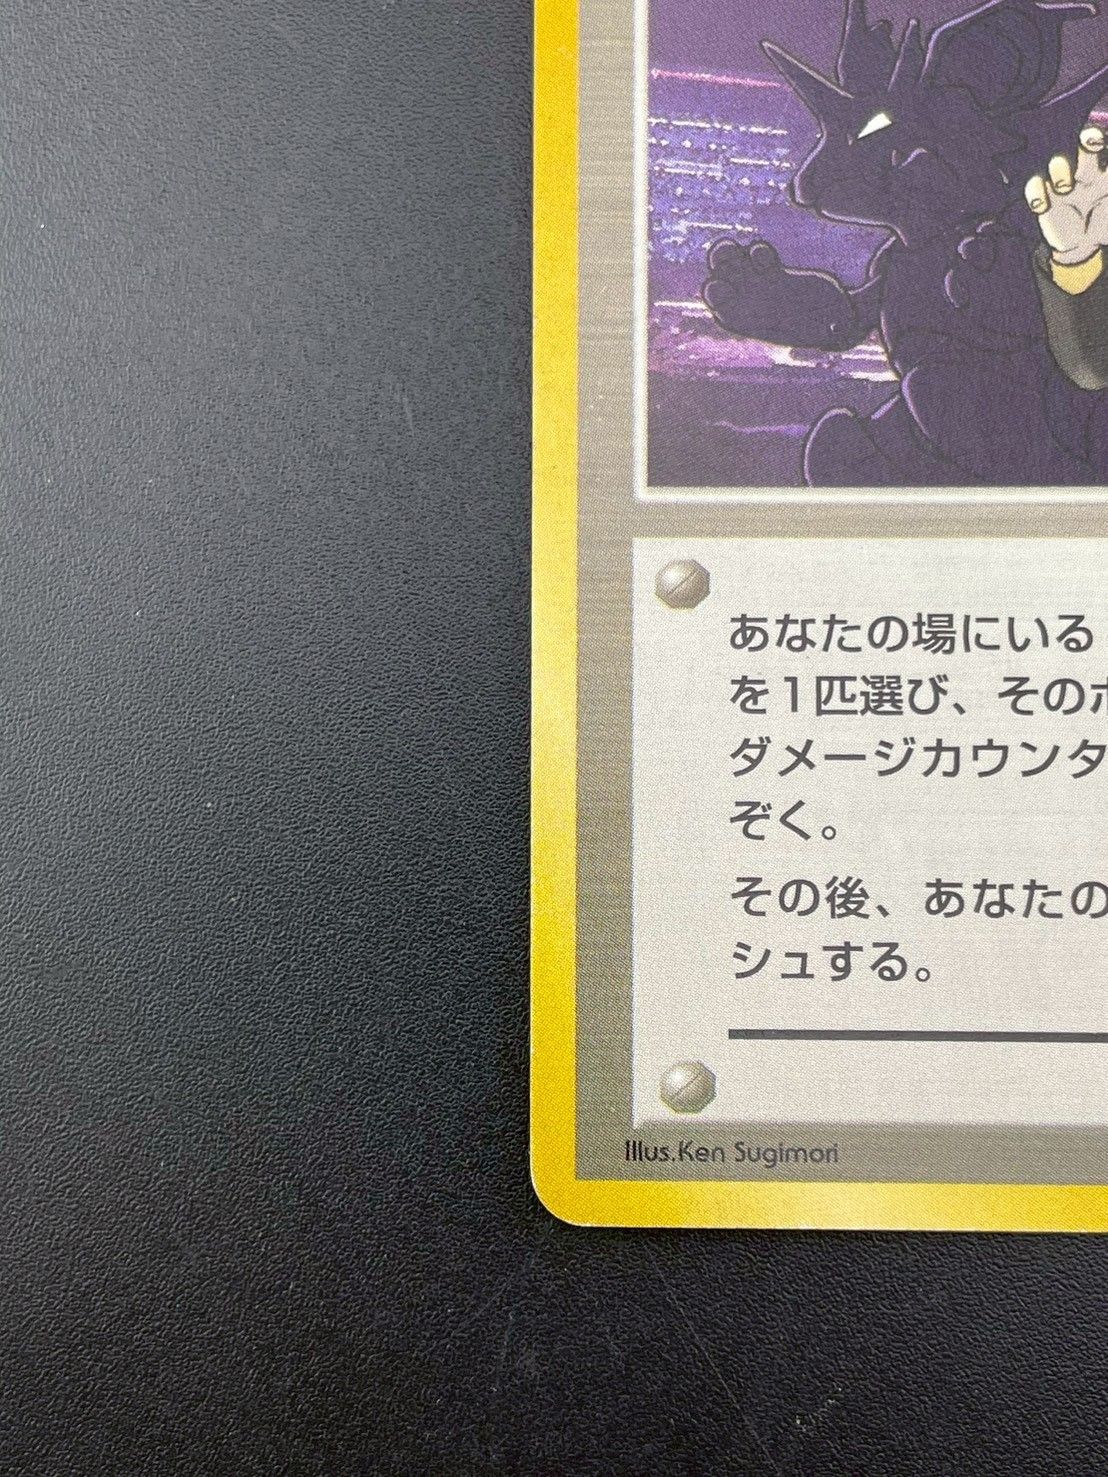 あなたの場にいる
を1匹選び、そのポ
ダメージカウンタ
ぞく。
その後、あなたの
シュする。
Illus.Ken Sugimori